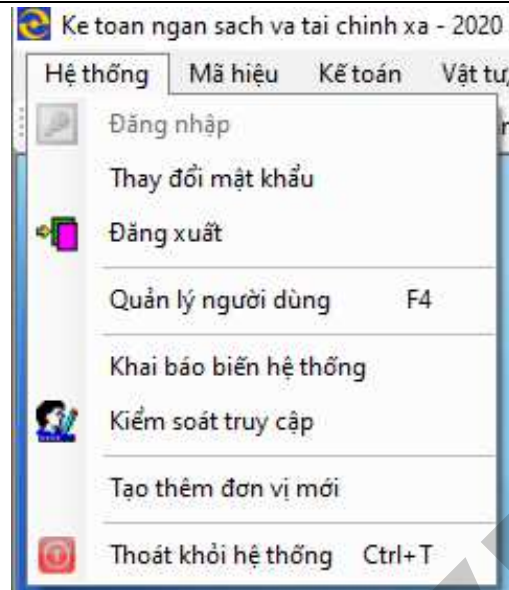 Ke toan ngan sach va tai chinh xa - 2020
Hệ thống Mã hiệu Kế toán Vật tư,
Đăng nhập
Thay đổi mật khẩu
Đăng xuất
Quản lý người dùng F4
Khai báo biến hệ thống
Kiểm soát truy cập
Tạo thêm đơn vị mới
Thoát khỏi hệ thống Ctrl+T